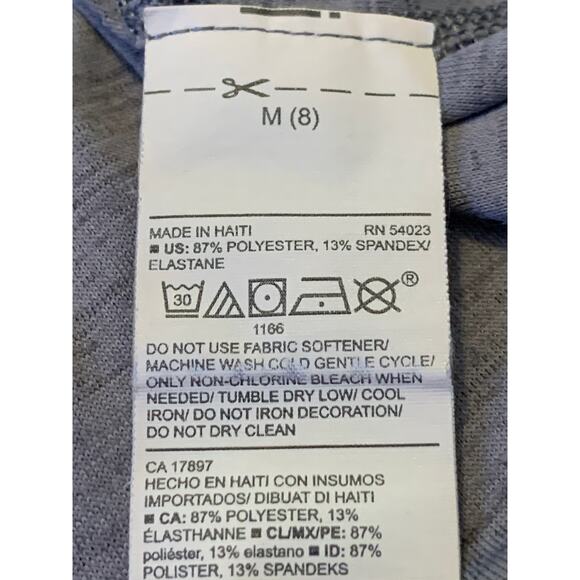 M (8)
MADE IN HAITI RN 54023
■ US: 87% POLYESTER, 13% SPANDEX/
ELASTANE
30
®
1166
DO NOT USE FABRIC SOFTENER/
MACHINE WASH COLD GENTLE CYCLE/
ONLY NON-CHLORINE BLEACH WHEN
NEEDED/ TUMBLE DRY LOW/ COOL
IRON/ DO NOT IRON DECORATION/
DO NOT DRY CLEAN
CA 17897
HECHO EN HAITI CON INSUMOS
IMPORTADOS/ DIBUAT DI HAITI
■ CA: 87% POLYESTER, 13%
ÉLASTHANNE ■ CL/MX/PE: 87%
poliéster, 13% elastano ■ ID: 87%
POLISTER, 13% SPANDEKS